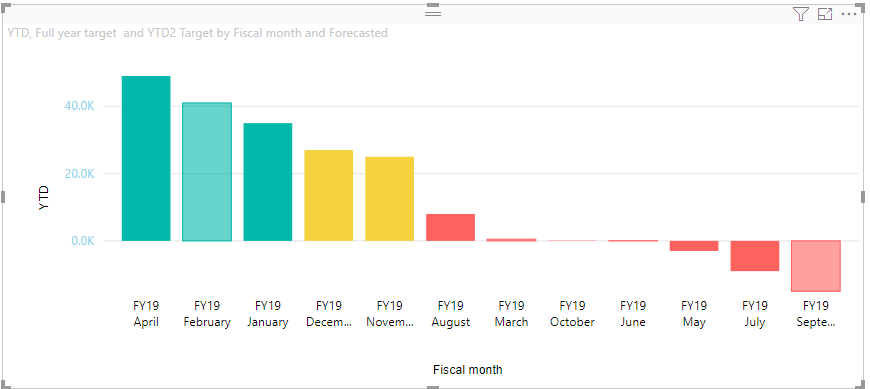 YTD, Full year target and YTD2 Target by Fiscal month and Forecasted
40.0K
20.0K
0.0K
YTD
FY19 FY19 FY19 FY19 FY19 FY19 FY19 FY19 FY19 FY19 FY19 FY19
April February January Decem... Novem... August March October June May July Septe...
Fiscal month